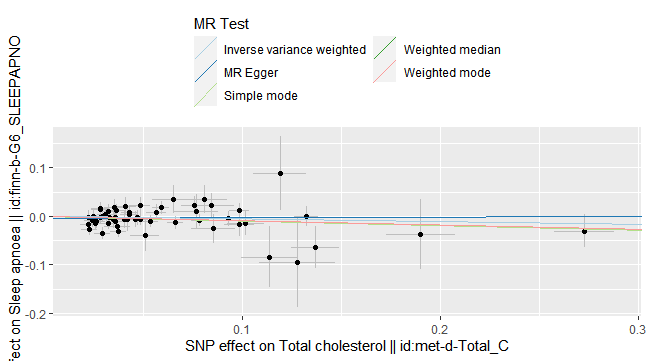 MR Test
Inverse variance weighted
Weighted median
MR Egger
Weighted mode
Simple mode
ffect on Sleep apnoea || id:finn-b-G6_SLEEPAPNO
0.1
0.0
-0.1
-0.2
0.1
0.2
0.3
SNP effect on Total cholesterol || id:met-d-Total_C